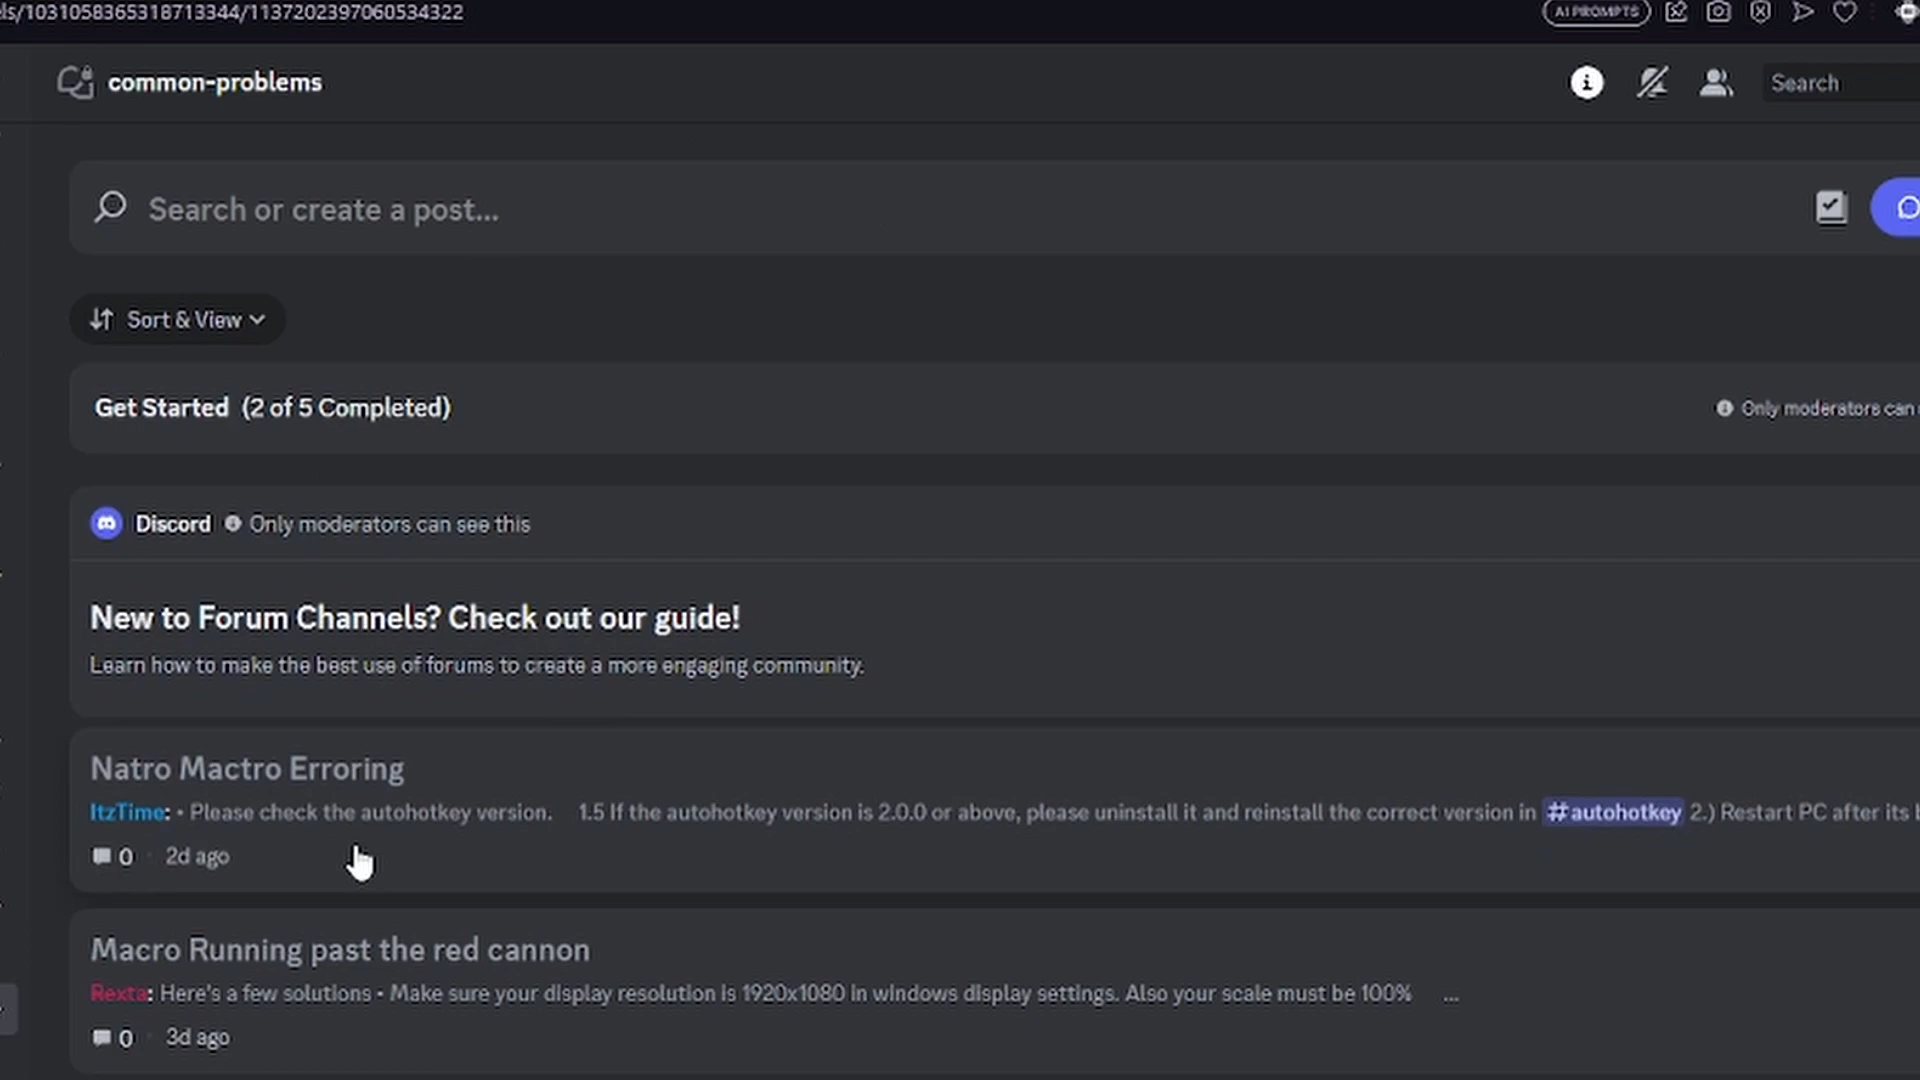 ls/1031058365318713344/1137202397060534322
AI PROMPTS
common-problems
Search
Search or create a post...
Sort & View
Get Started (2 of 5 Completed)
Only moderators can
Discord Only moderators can see this
New to Forum Channels? Check out our guide!
Learn how to make the best use of forums to create a more engaging community.
Natro Mactro Erroring
ItzTime: • Please check the autohotkey version. 1.5 If the autohotkey version is 2.0.0 or above, please uninstall it and reinstall the correct version in #autohotkey 2.) Restart PC after its
0 · 2d ago
Macro Running past the red cannon
Rexta: Here's a few solutions • Make sure your display resolution is 1920x1080 in windows display settings. Also your scale must be 100% ...
0 · 3d ago